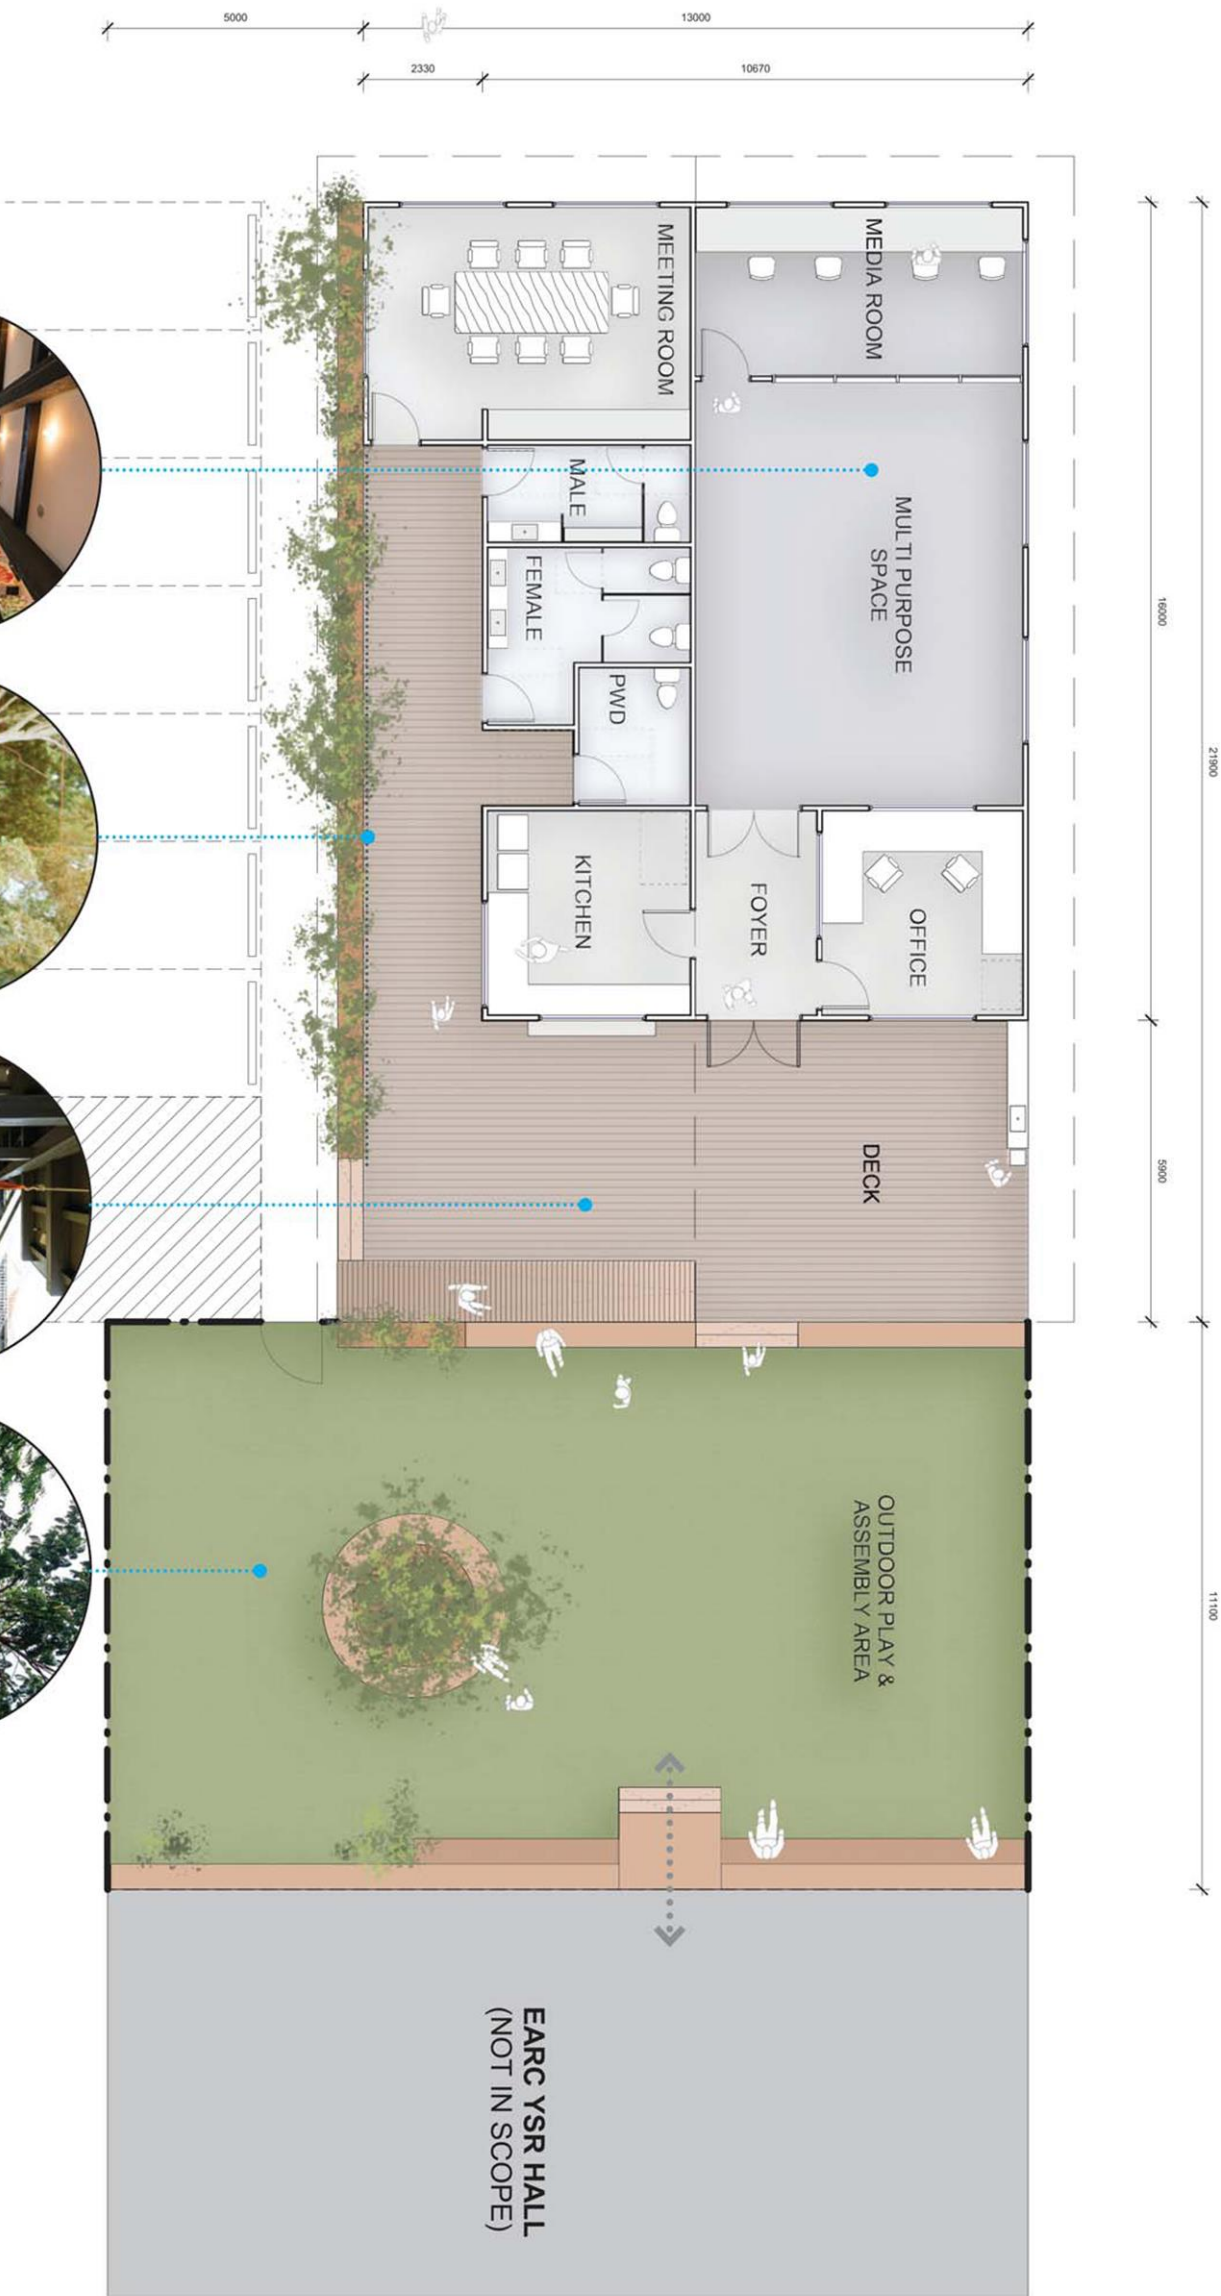 5000
13000
2330
10670
MEETING ROOM
MEDIA ROOM
MALE
MULTI PURPOSE
SPACE
FEMALE
PWD
KITCHEN
FOYER
OFFICE
DECK
16000
21900
5900
11100
OUTDOOR PLAY &
ASSEMBLY AREA
EARC YSR HALL
(NOT IN SCOPE)